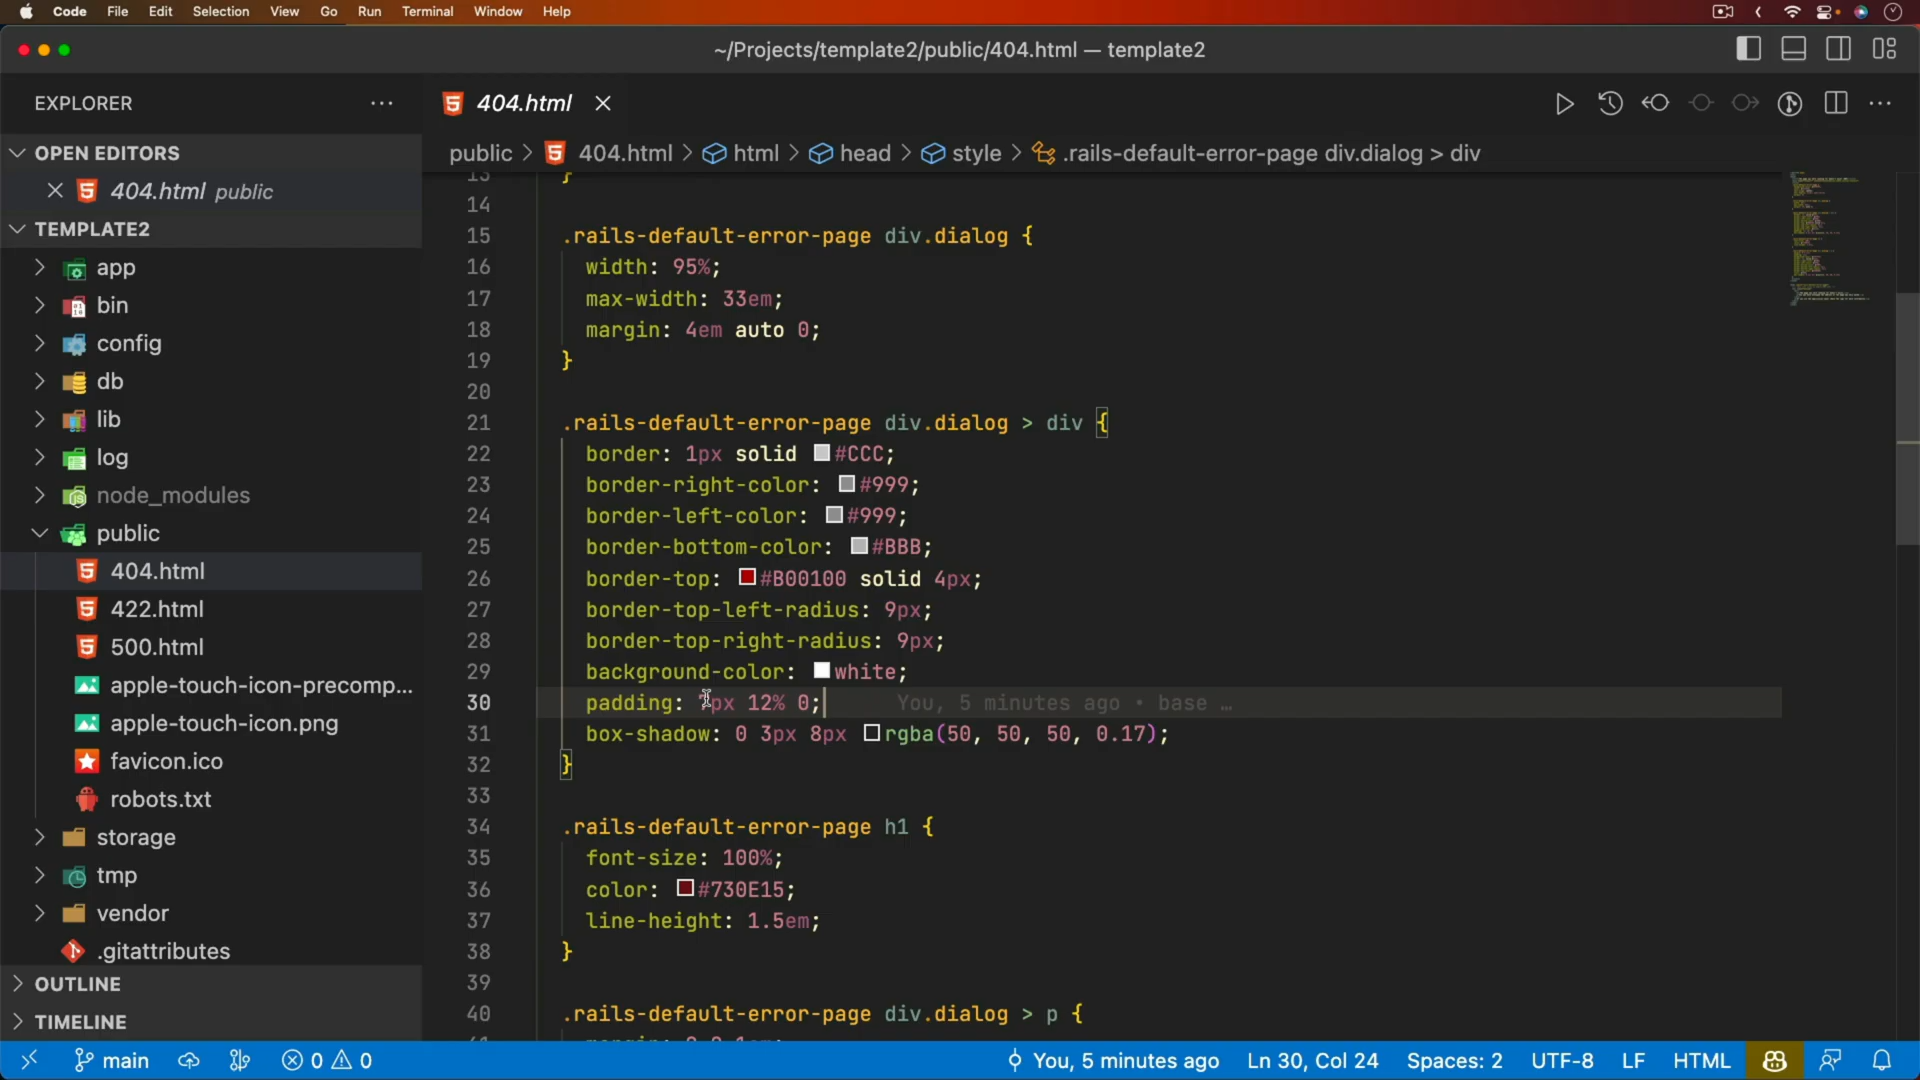 Code File Edit Selection View Go Run Terminal Window Help
~/Projects/template2/public/404.html — template2
EXPLORER
404.html
OPEN EDITORS
public > 404.html > html > head > style > .rails-default-error-page div.dialog > div
404.html public
TEMPLATE2
app
bin
config
db
lib
log
node_modules
public
404.html
422.html
500.html
apple-touch-icon-precomp...
apple-touch-icon.png
favicon.ico
robots.txt
storage
tmp
vendor
.gitattributes
OUTLINE
TIMELINE
13 }
14
15 .rails-default-error-page div.dialog {
16 width: 95%;
17 max-width: 33em;
18 margin: 4em auto 0;
19 }
20
21 .rails-default-error-page div.dialog > div {
22 border: 1px solid #CCC;
23 border-right-color: #999;
24 border-left-color: #999;
25 border-bottom-color: #BBB;
26 border-top: #B00100 solid 4px;
27 border-top-left-radius: 9px;
28 border-top-right-radius: 9px;
29 background-color: white;
30 padding: px 12% 0; You, 5 minutes ago • base …
31 box-shadow: 0 3px 8px rgba(50, 50, 50, 0.17);
32 }
33
34 .rails-default-error-page h1 {
35 font-size: 100%;
36 color: #730E15;
37 line-height: 1.5em;
38 }
39
40 .rails-default-error-page div.dialog > p {
main 0 0 You, 5 minutes ago Ln 30, Col 24 Spaces: 2 UTF-8 LF HTML